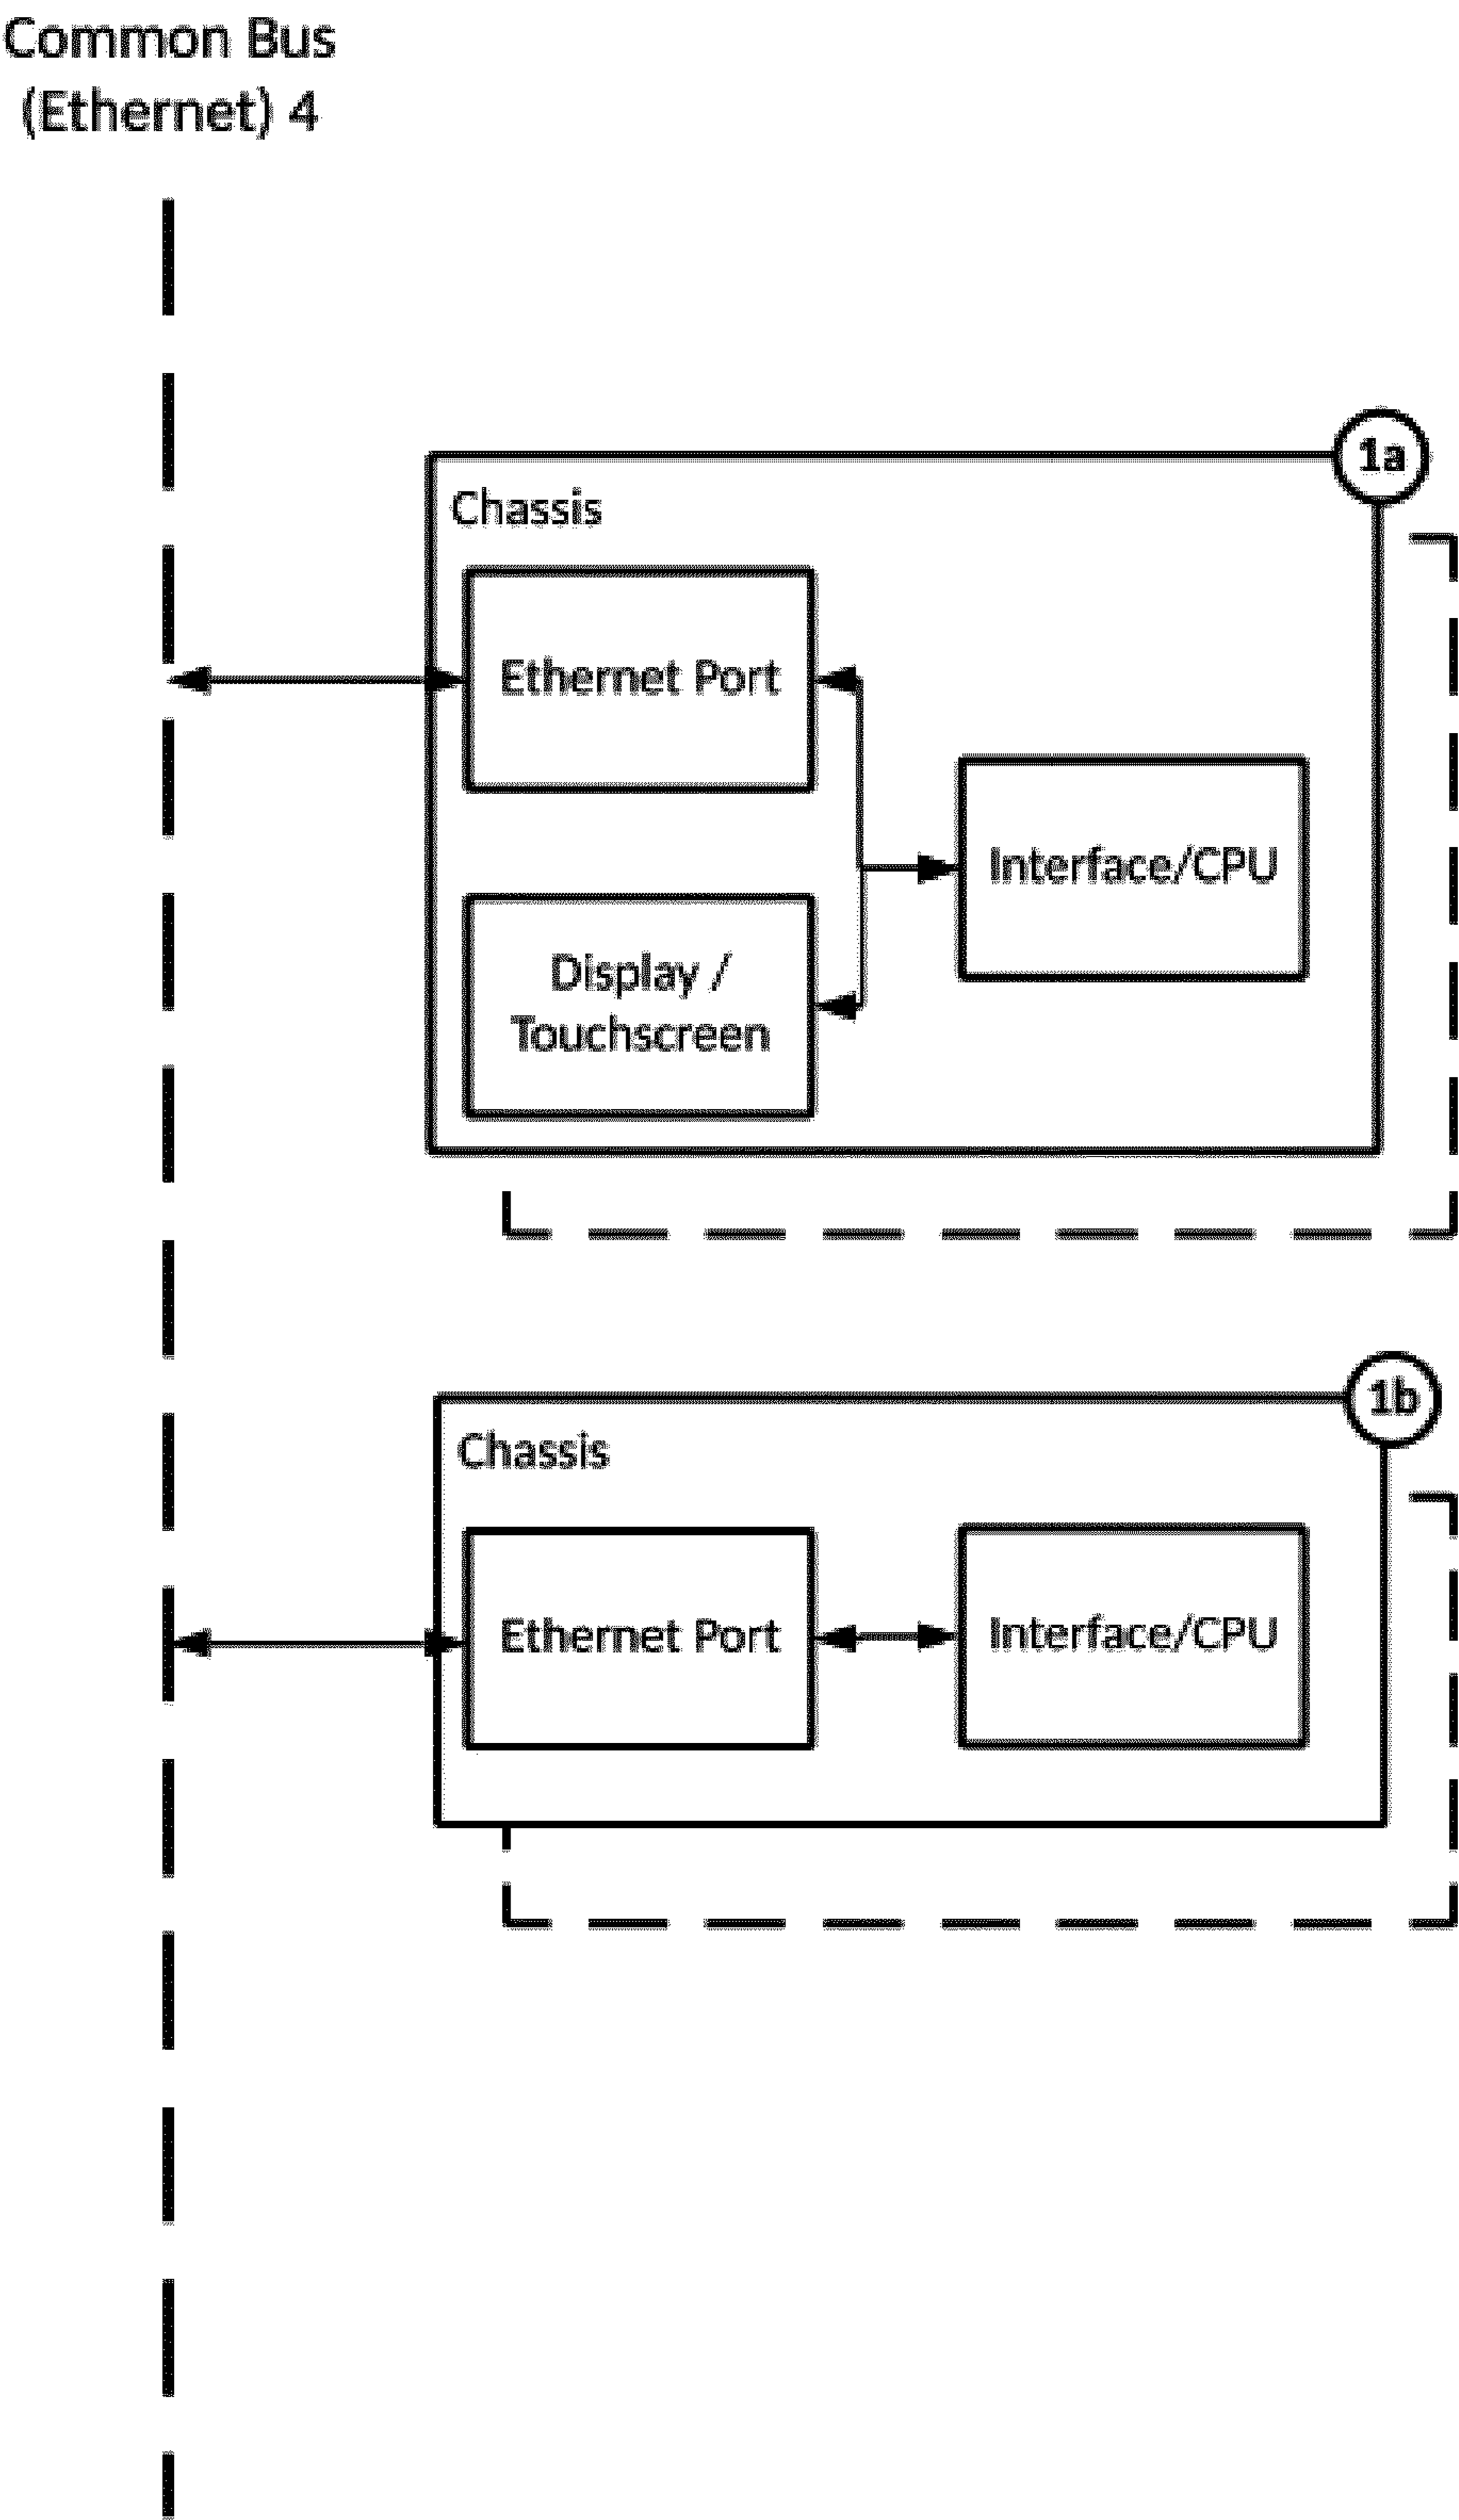 Common Bus
(Ethernet) 4
1a
Chassis
Ethernet Port
Interface/CPU
Display /
Touchscreen
1b
Chassis
Ethernet Port
Interface/CPU